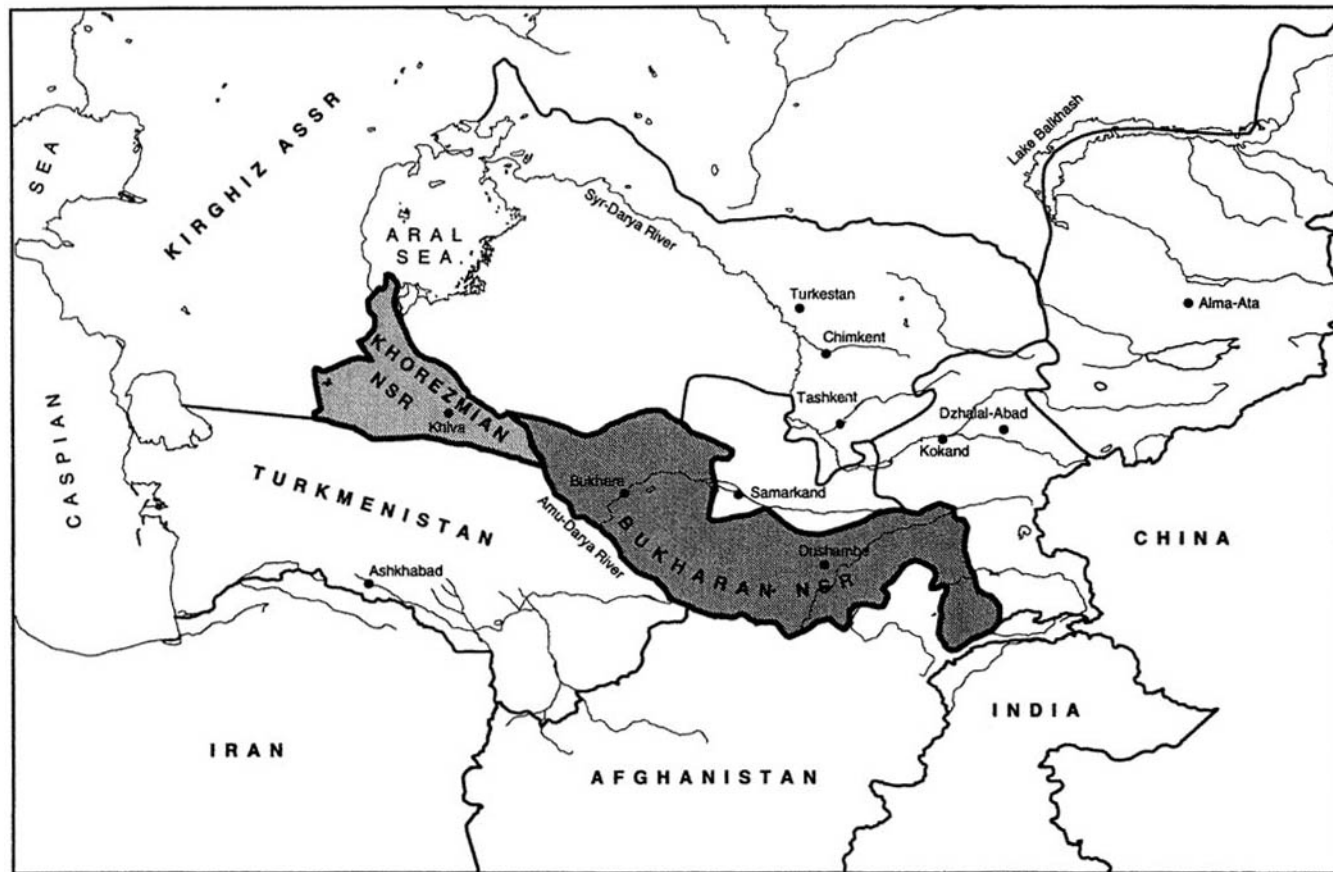 KIRGHIZ ASSR
SEA
CASPIAN
ARAL
SEA
Syr-Darya River
Lake Balkhash
Turkestan
Alma-Ata
Chimkent
Tashkent
Dzhalal-Abad
Kokand
KHOREZMIAN
NSR
Khiva
TURKMENISTAN
Bukhara
Samarkand
Amu-Darya River
BUKHARAN NSR
Dushambe
Ashkhabad
CHINA
INDIA
IRAN
AFGHANISTAN